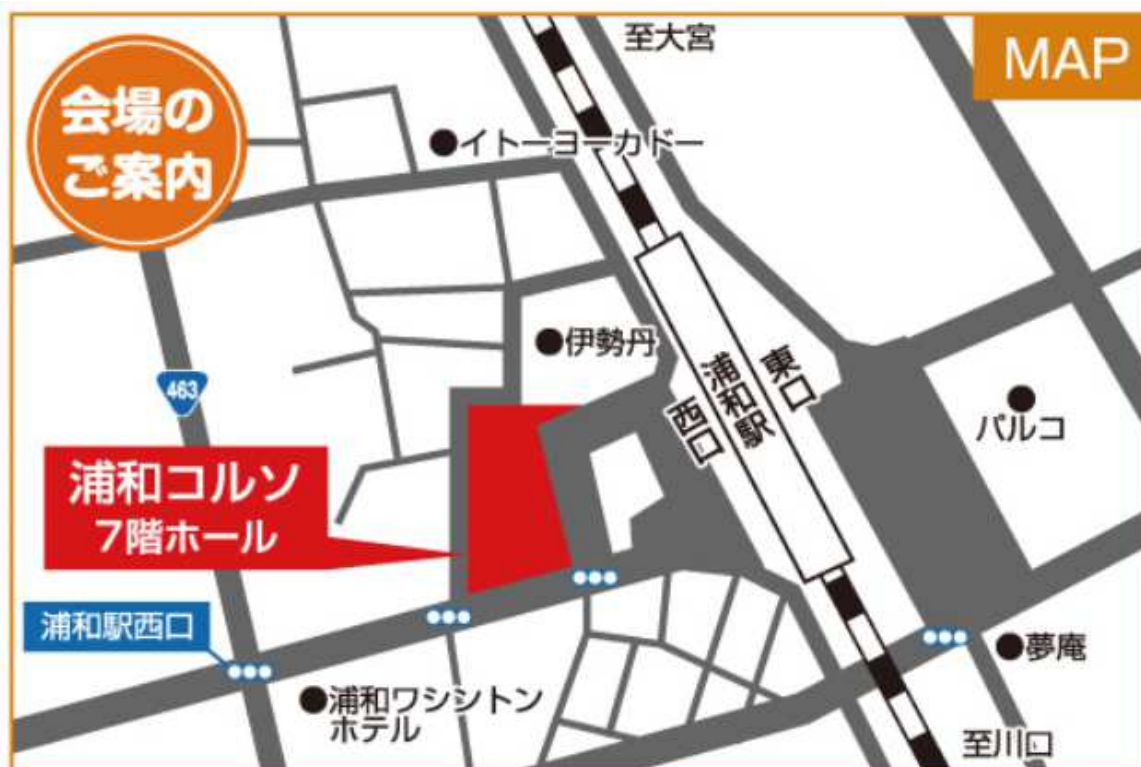 会場の
ご案内
至大宮
MAP
●イトーヨーカドー
●伊勢丹
463
浦和駅
東口
西口
パルコ
浦和コルソ
7階ホール
浦和駅西口
●夢庵
●浦和ワシントン
ホテル
至川口